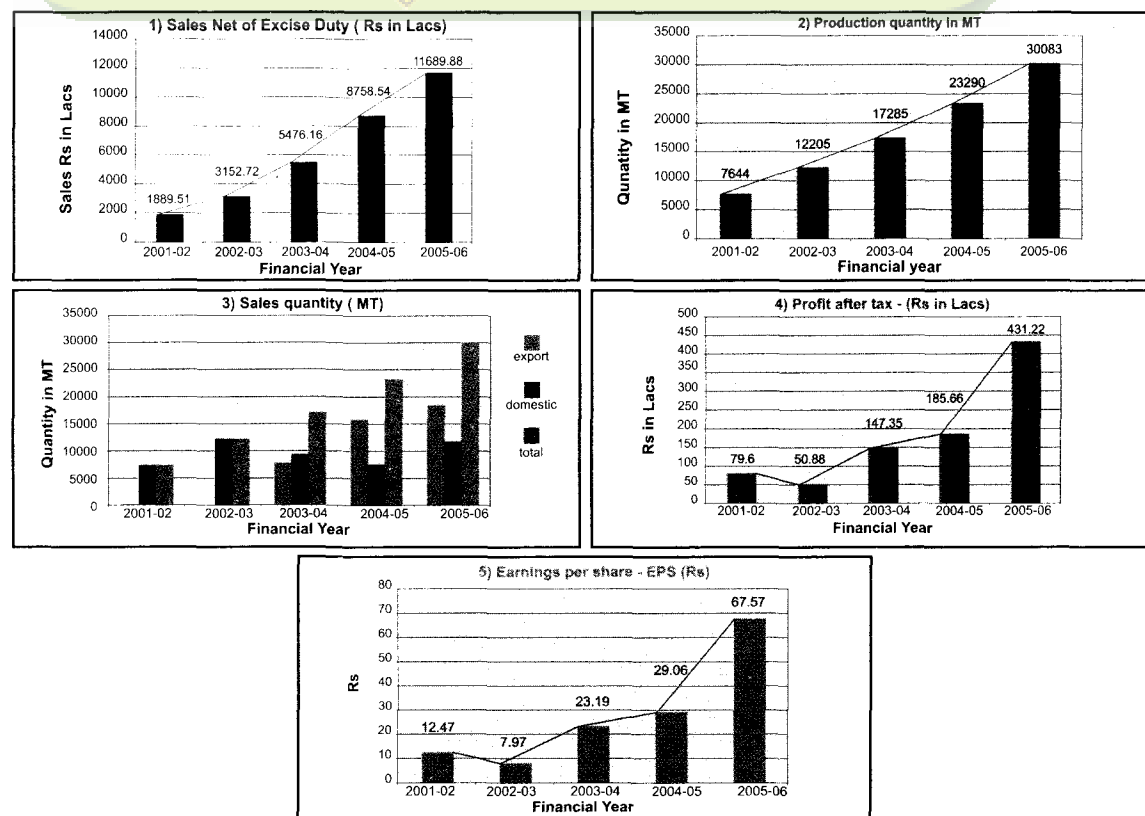 1) Sales Net of Excise Duty ( Rs in Lacs)
14000
12000
10000
8000
6000
4000
2000
0
Sales Rs in Lacs
1889.51
3152.72
5476.16
8758.54
11689.88
2001-02 2002-03 2003-04 2004-05 2005-06
Financial Year
2) Production quantity in MT
35000
30000
25000
20000
15000
10000
5000
0
Qunatity in MT
7644
12205
17285
23290
30083
2001-02 2002-03 2003-04 2004-05 2005-06
Financial year
3) Sales quantity ( MT)
35000
30000
25000
20000
15000
10000
5000
0
Quantity in MT
export
domestic
total
2001-02 2002-03 2003-04 2004-05 2005-06
Financial Year
4) Profit after tax - (Rs in Lacs)
500
450
400
350
300
250
200
150
100
50
0
Rs in Lacs
79.6
50.88
147.35
185.66
431.22
2001-02 2002-03 2003-04 2004-05 2005-06
Financial Year
5) Earnings per share - EPS (Rs)
80
70
60
50
40
30
20
10
0
Rs
12.47
7.97
23.19
29.06
67.57
2001-02 2002-03 2003-04 2004-05 2005-06
Financial Year